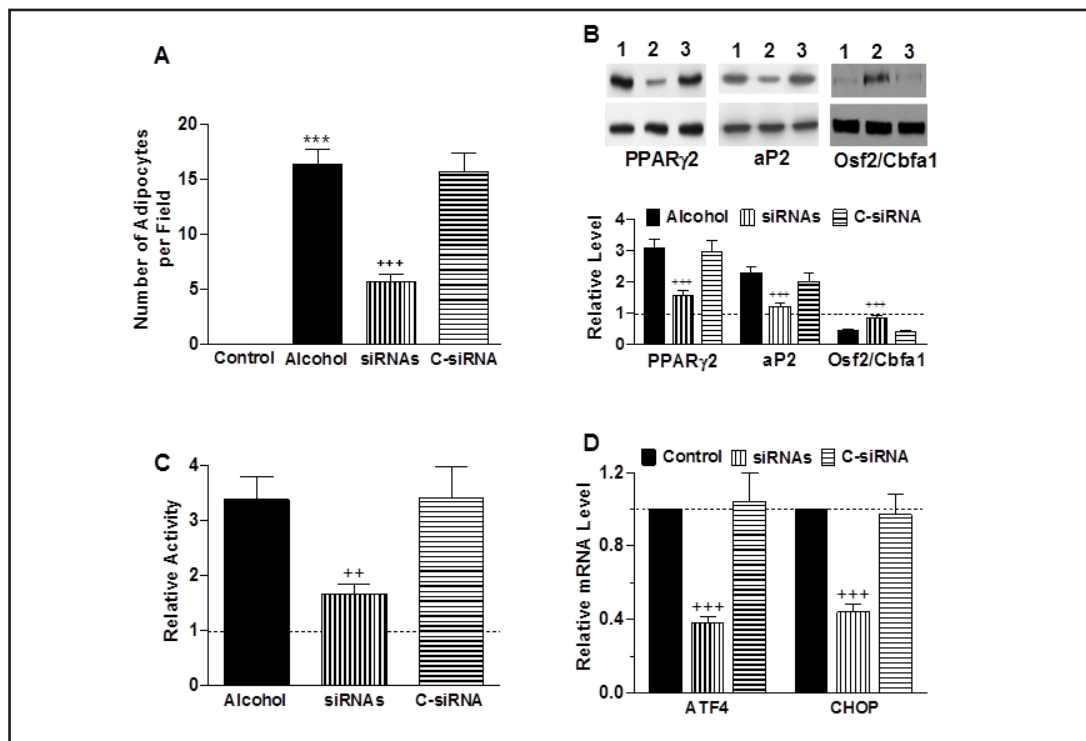 A
Number of Adipocytes
per Field
20
15
10
5
0
***
+++
Control Alcohol siRNAs C-siRNA
B
1 2 3 1 2 3 1 2 3
PPARγ2 aP2 Osf2/Cbfa1
Alcohol siRNAs C-siRNA
Relative Level
4
3
2
1
0
+++ +++ +++
PPARγ2 aP2 Osf2/Cbfa1
C
Relative Activity
4
3
2
1
0
++
Alcohol siRNAs C-siRNA
D
Control siRNAs C-siRNA
Relative mRNA Level
1.2
0.8
0.4
0.0
+++ +++
ATF4 CHOP